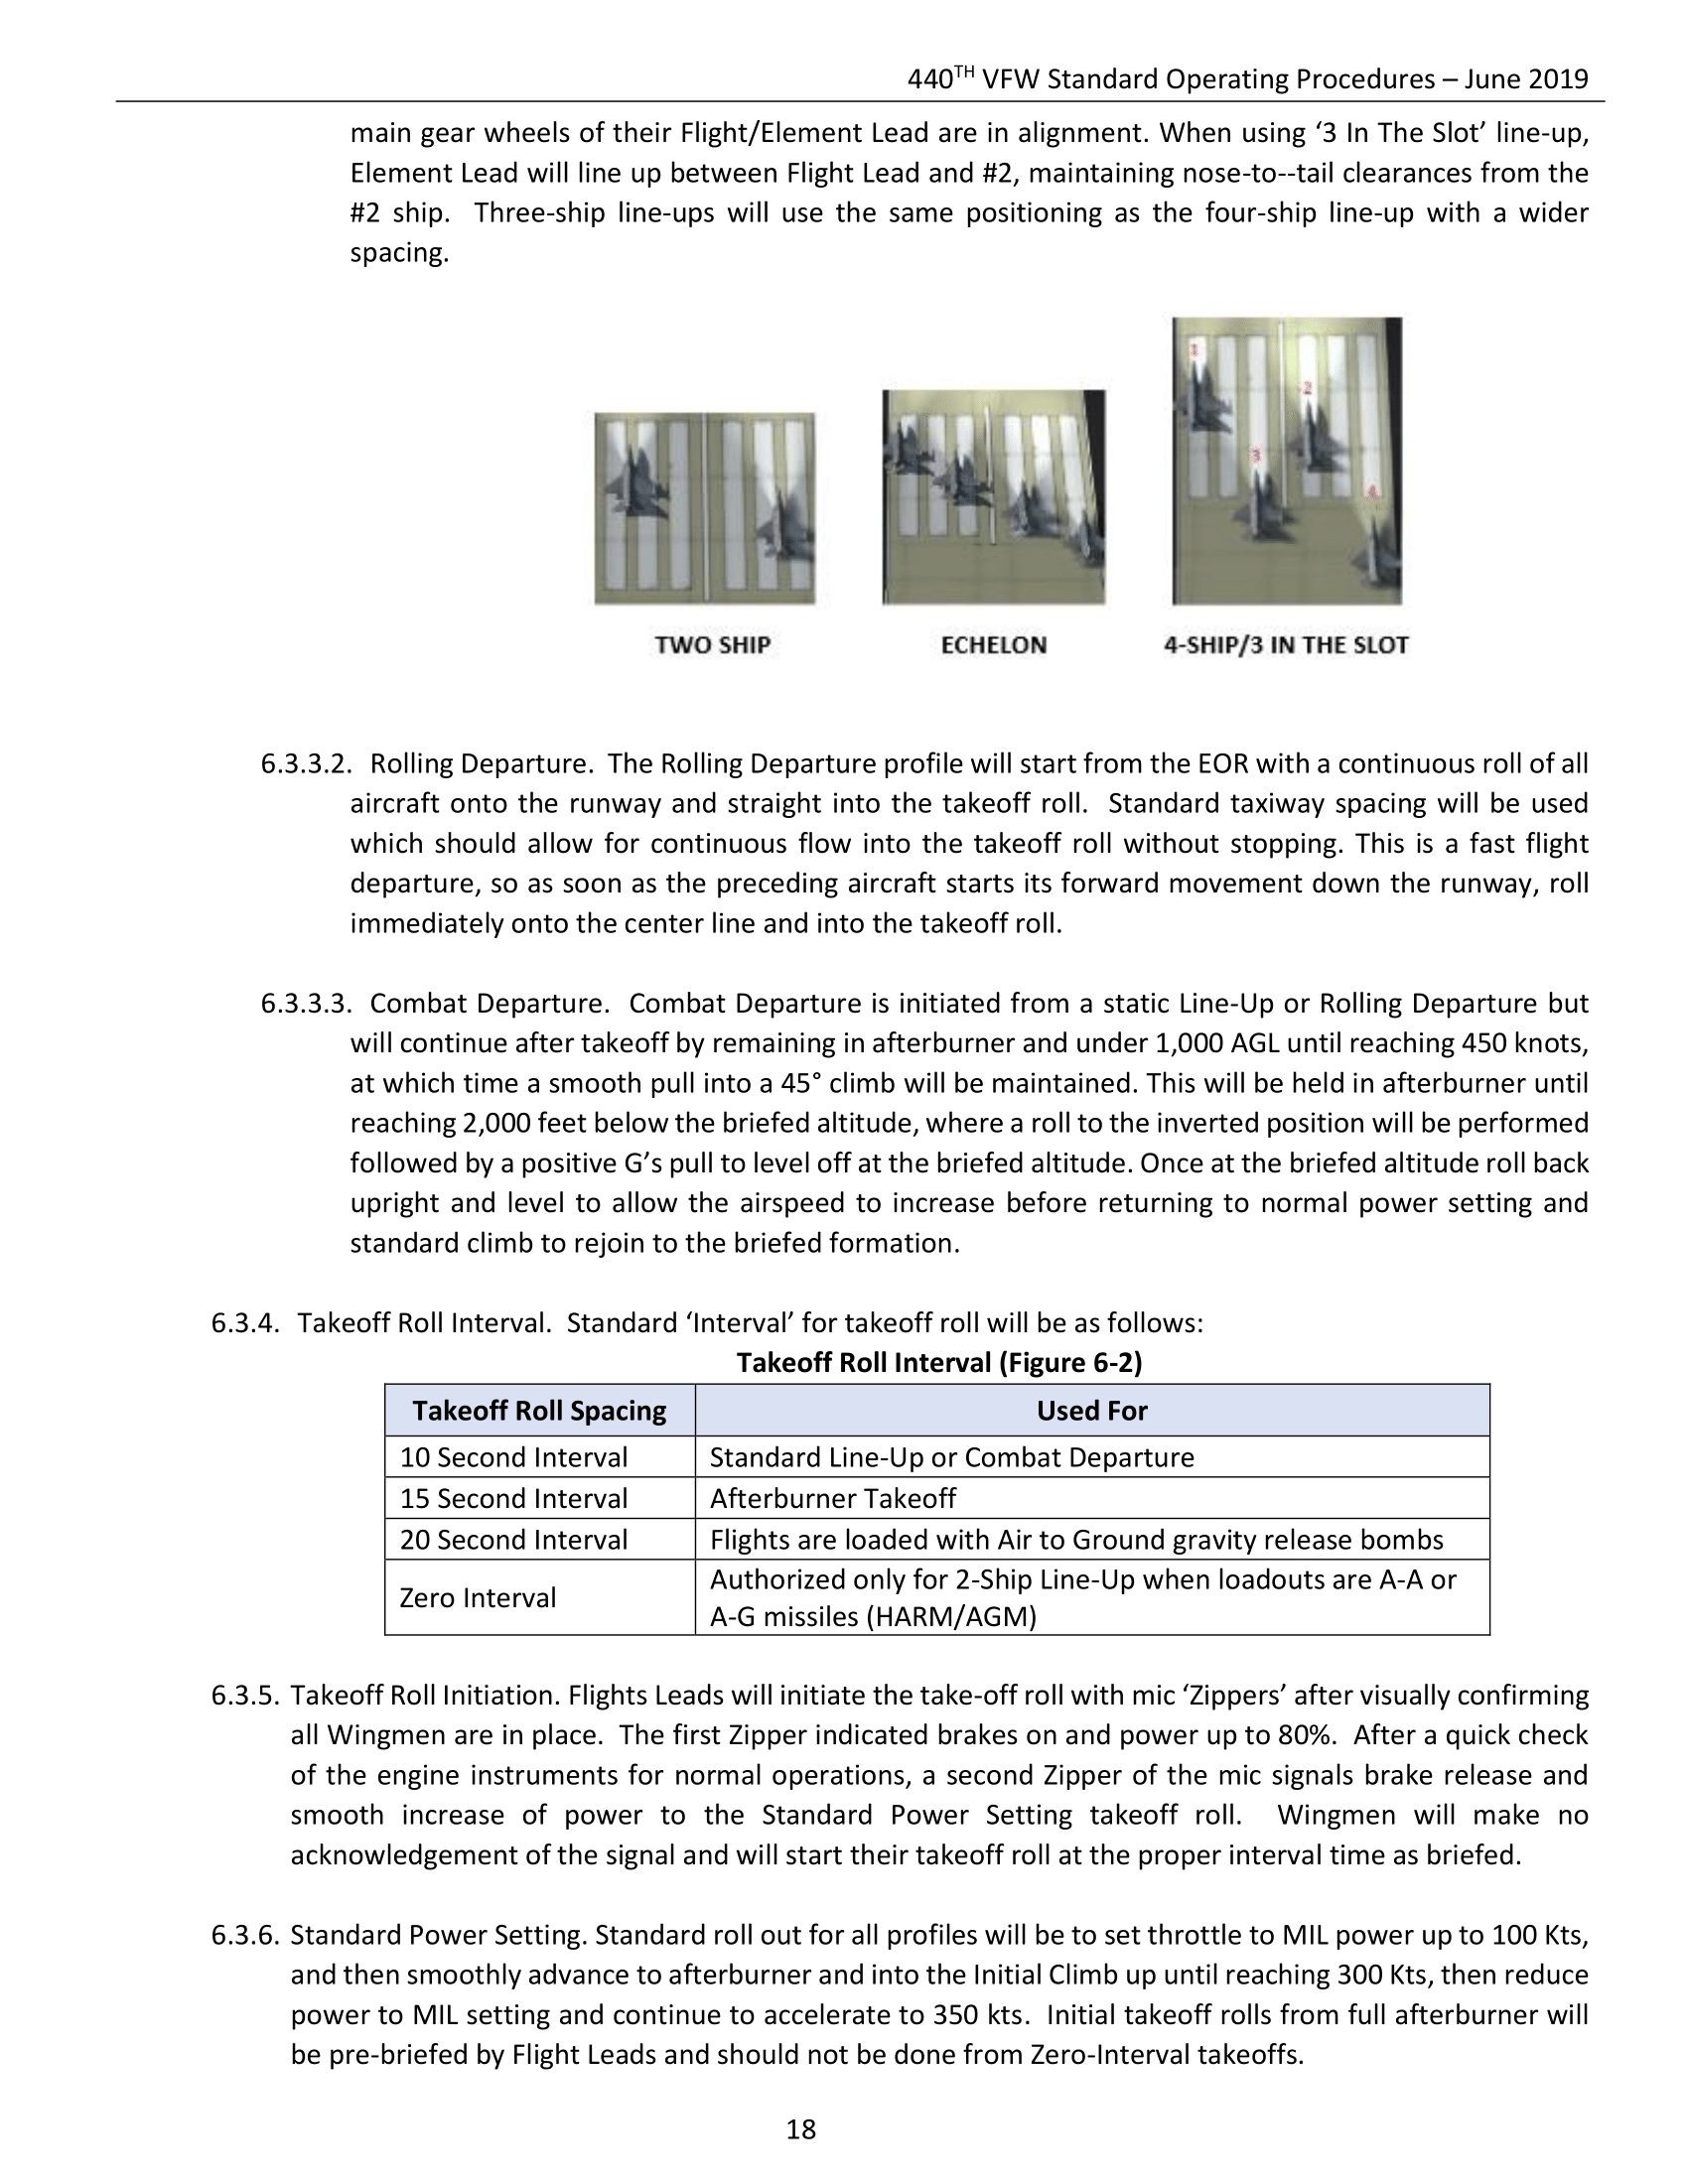 440TH VFW Standard Operating Procedures – June 2019
main gear wheels of their Flight/Element Lead are in alignment. When using ‘3 In The Slot’ line-up,
Element Lead will line up between Flight Lead and #2, maintaining nose-to--tail clearances from the
#2 ship.  Three-ship line-ups will use the same positioning as the four-ship line-up with a wider
spacing.
1
2
3
4
TWO SHIP
ECHELON
4-SHIP/3 IN THE SLOT
6.3.3.2.  Rolling Departure.  The Rolling Departure profile will start from the EOR with a continuous roll of all
aircraft onto the runway and straight into the takeoff roll.  Standard taxiway spacing will be used
which should allow for continuous flow into the takeoff roll without stopping. This is a fast flight
departure, so as soon as the preceding aircraft starts its forward movement down the runway, roll
immediately onto the center line and into the takeoff roll.
6.3.3.3.  Combat Departure.  Combat Departure is initiated from a static Line-Up or Rolling Departure but
will continue after takeoff by remaining in afterburner and under 1,000 AGL until reaching 450 knots,
at which time a smooth pull into a 45° climb will be maintained. This will be held in afterburner until
reaching 2,000 feet below the briefed altitude, where a roll to the inverted position will be performed
followed by a positive G’s pull to level off at the briefed altitude. Once at the briefed altitude roll back
upright and level to allow the airspeed to increase before returning to normal power setting and
standard climb to rejoin to the briefed formation.
6.3.4.  Takeoff Roll Interval.  Standard ‘Interval’ for takeoff roll will be as follows:
Takeoff Roll Interval (Figure 6-2)
Takeoff Roll Spacing
Used For
10 Second Interval
Standard Line-Up or Combat Departure
15 Second Interval
Afterburner Takeoff
20 Second Interval
Flights are loaded with Air to Ground gravity release bombs
Zero Interval
Authorized only for 2-Ship Line-Up when loadouts are A-A or
A-G missiles (HARM/AGM)
6.3.5. Takeoff Roll Initiation. Flights Leads will initiate the take-off roll with mic ‘Zippers’ after visually confirming
all Wingmen are in place.  The first Zipper indicated brakes on and power up to 80%.  After a quick check
of the engine instruments for normal operations, a second Zipper of the mic signals brake release and
smooth increase of power to the Standard Power Setting takeoff roll.  Wingmen will make no
acknowledgement of the signal and will start their takeoff roll at the proper interval time as briefed.
6.3.6. Standard Power Setting. Standard roll out for all profiles will be to set throttle to MIL power up to 100 Kts,
and then smoothly advance to afterburner and into the Initial Climb up until reaching 300 Kts, then reduce
power to MIL setting and continue to accelerate to 350 kts.  Initial takeoff rolls from full afterburner will
be pre-briefed by Flight Leads and should not be done from Zero-Interval takeoffs.
18